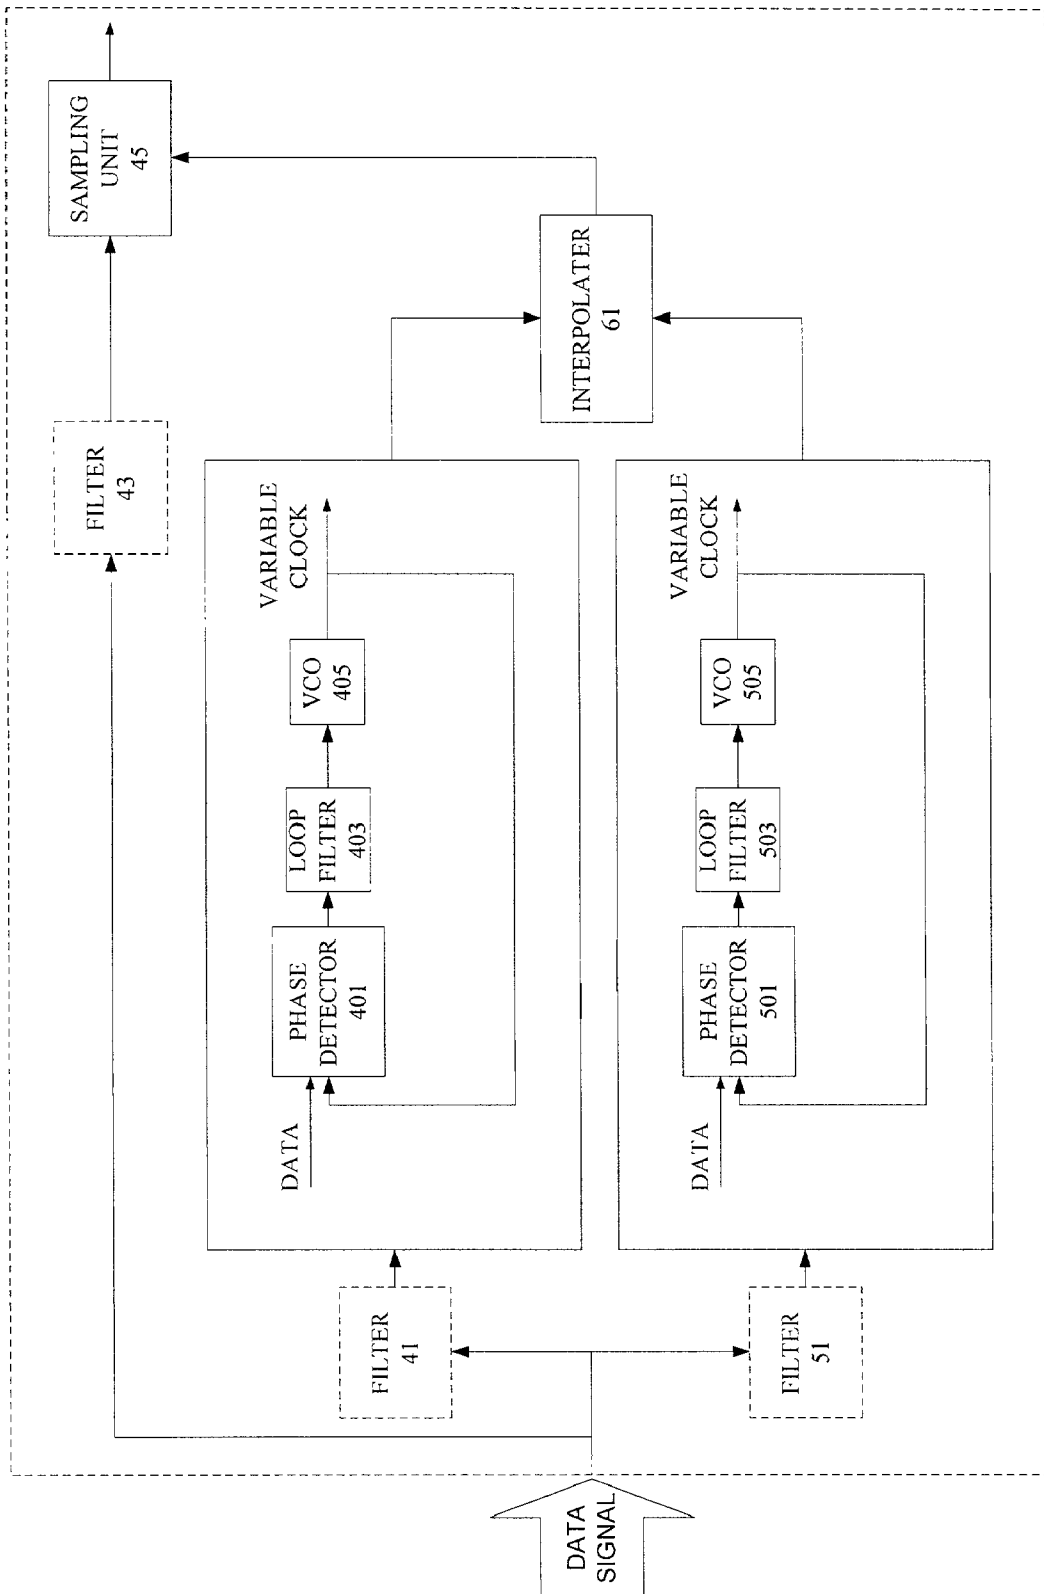 DATA
SIGNAL
FILTER
43
SAMPLING
UNIT
45
FILTER
41
DATA
PHASE
DETECTOR
401
LOOP
FILTER
403
VCO
405
VARIABLE
CLOCK
INTERPOLATER
61
FILTER
51
DATA
PHASE
DETECTOR
501
LOOP
FILTER
503
VCO
505
VARIABLE
CLOCK